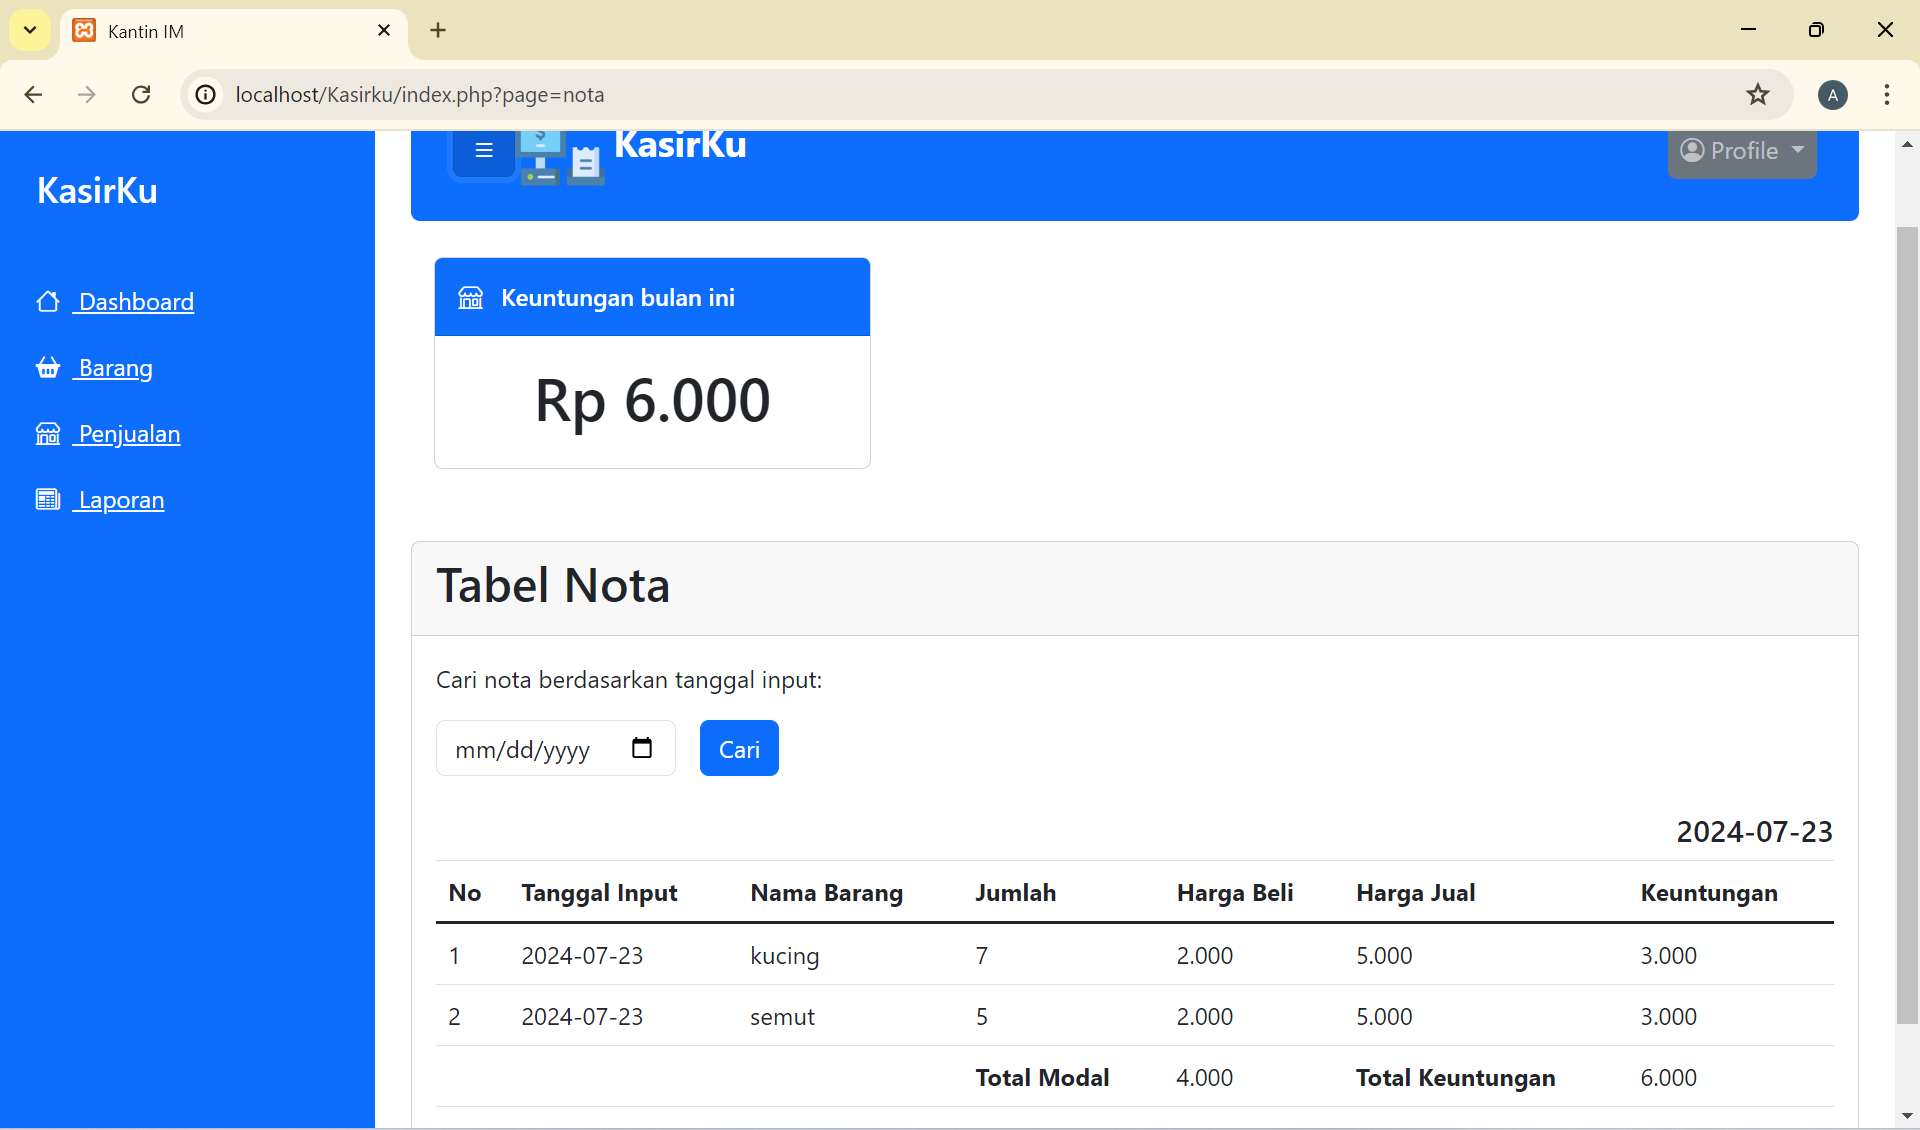 Kantin IM
localhost/Kasirku/index.php?page=nota
A
KasirKu
Dashboard
Barang
Penjualan
Laporan
$
KasirKu
Profile
Keuntungan bulan ini
Rp 6.000
Tabel Nota
Cari nota berdasarkan tanggal input:
mm/dd/yyyy Cari
2024-07-23
No Tanggal Input Nama Barang Jumlah Harga Beli Harga Jual Keuntungan
1 2024-07-23 kucing 7 2.000 5.000 3.000
2 2024-07-23 semut 5 2.000 5.000 3.000
Total Modal 4.000 Total Keuntungan 6.000